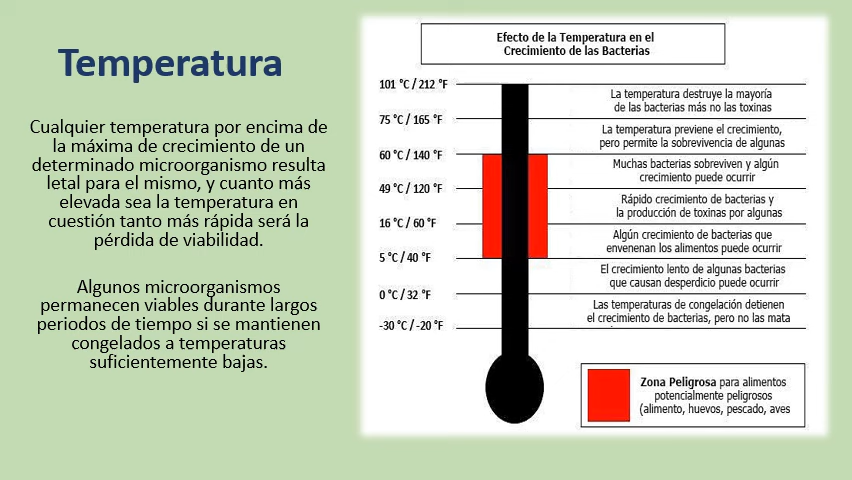 Temperatura
Cualquier temperatura por encima de
la máxima de crecimiento de un
determinado microorganismo resulta
letal para el mismo, y cuanto más
elevada sea la temperatura en
cuestión tanto más rápida será la
pérdida de viabilidad.
Algunos microorganismos
permanecen viables durante largos
periodos de tiempo si se mantienen
congelados a temperaturas
suficientemente bajas.
Efecto de la Temperatura en el
Crecimiento de las Bacterias
101 °C / 212 °F
La temperatura destruye la mayoría
de las bacterias más no las toxinas
75 °C / 165 °F
La temperatura previene el crecimiento,
pero permite la sobrevivencia de algunas
60 °C / 140 °F
Muchas bacterias sobreviven y algún
crecimiento puede ocurrir
49 °C / 120 °F
Rápido crecimiento de bacterias y
la producción de toxinas por algunas
16 °C / 60 °F
Algún crecimiento de bacterias que
envenenan los alimentos puede ocurrir
5 °C / 40 °F
El crecimiento lento de algunas bacterias
que causan desperdicio puede ocurrir
0 °C / 32 °F
Las temperaturas de congelación detienen
el crecimiento de bacterias, pero no las mata
-30 °C / -20 °F
Zona Peligrosa para alimentos
potencialmente peligrosos
(alimento, huevos, pescado, aves